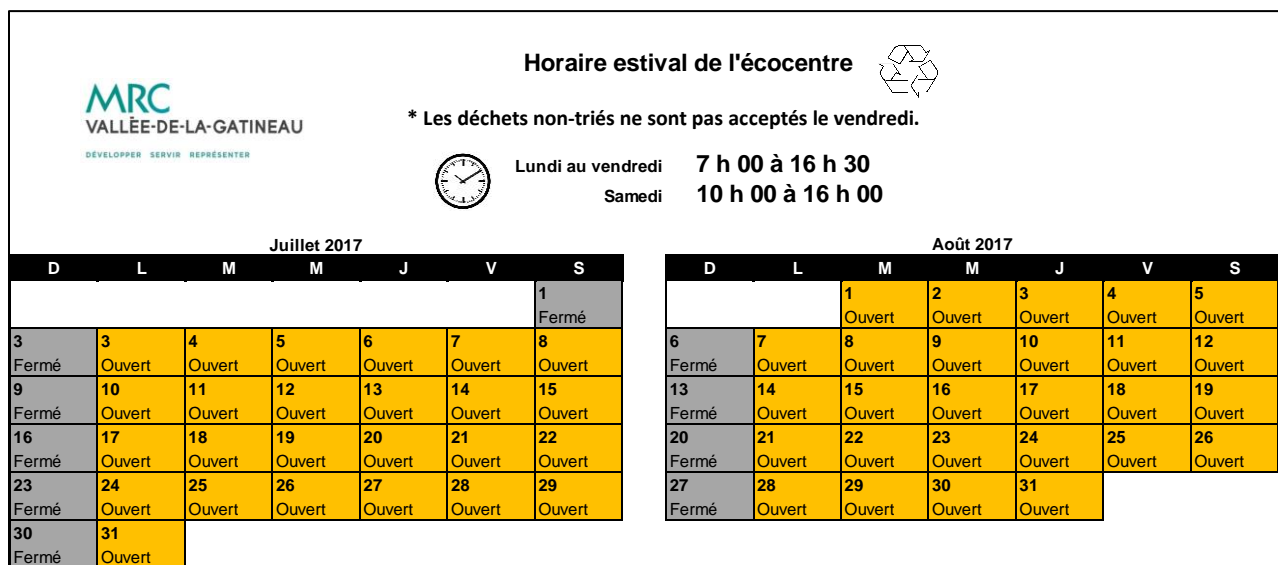 Horaire estival de l'écocentre
MRC
VALLÉE-DE-LA-GATINEAU
DÉVELOPPER SERVIR REPRÉSENTER
* Les déchets non-triés ne sont pas acceptés le vendredi.
Lundi au vendredi 7 h 00 à 16 h 30
Samedi 10 h 00 à 16 h 00
Juillet 2017
D L M M J V S
1
Fermé
3 3 4 5 6 7 8
Fermé Ouvert Ouvert Ouvert Ouvert Ouvert Ouvert
9 10 11 12 13 14 15
Fermé Ouvert Ouvert Ouvert Ouvert Ouvert Ouvert
16 17 18 19 20 21 22
Fermé Ouvert Ouvert Ouvert Ouvert Ouvert Ouvert
23 24 25 26 27 28 29
Fermé Ouvert Ouvert Ouvert Ouvert Ouvert Ouvert
30 31
Fermé Ouvert
Août 2017
D L M M J V S
1 2 3 4 5
Ouvert Ouvert Ouvert Ouvert Ouvert
6 7 8 9 10 11 12
Fermé Ouvert Ouvert Ouvert Ouvert Ouvert Ouvert
13 14 15 16 17 18 19
Fermé Ouvert Ouvert Ouvert Ouvert Ouvert Ouvert
20 21 22 23 24 25 26
Fermé Ouvert Ouvert Ouvert Ouvert Ouvert Ouvert
27 28 29 30 31
Fermé Ouvert Ouvert Ouvert Ouvert